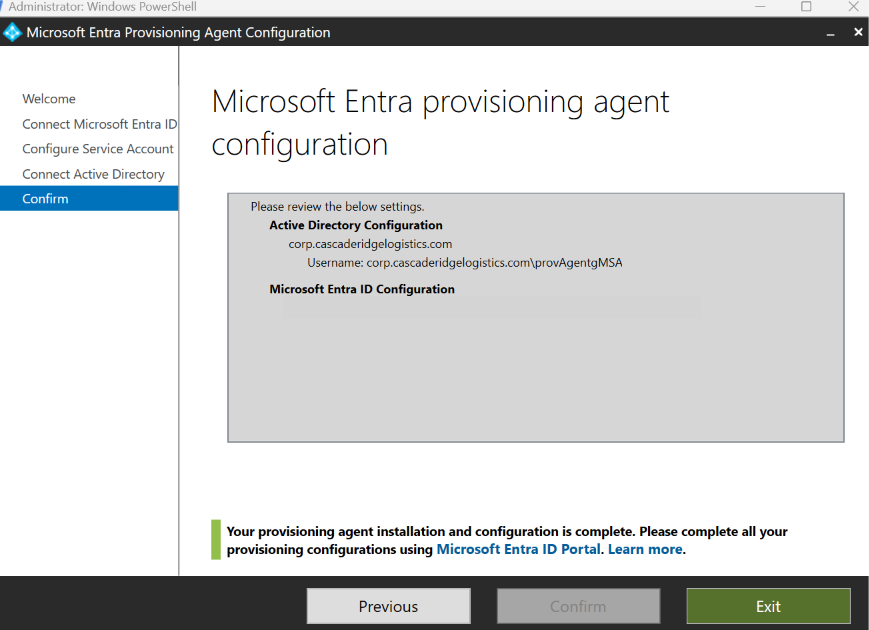 Administrator: Windows PowerShell
Microsoft Entra Provisioning Agent Configuration
Welcome
Connect Microsoft Entra ID
Configure Service Account
Connect Active Directory
Confirm
Microsoft Entra provisioning agent
configuration
Please review the below settings.
Active Directory Configuration
corp.cascaderidgelogistics.com
Username: corp.cascaderidgelogistics.com\provAgentgMSA
Microsoft Entra ID Configuration
Your provisioning agent installation and configuration is complete. Please complete all your
provisioning configurations using Microsoft Entra ID Portal. Learn more.
Previous
Confirm
Exit